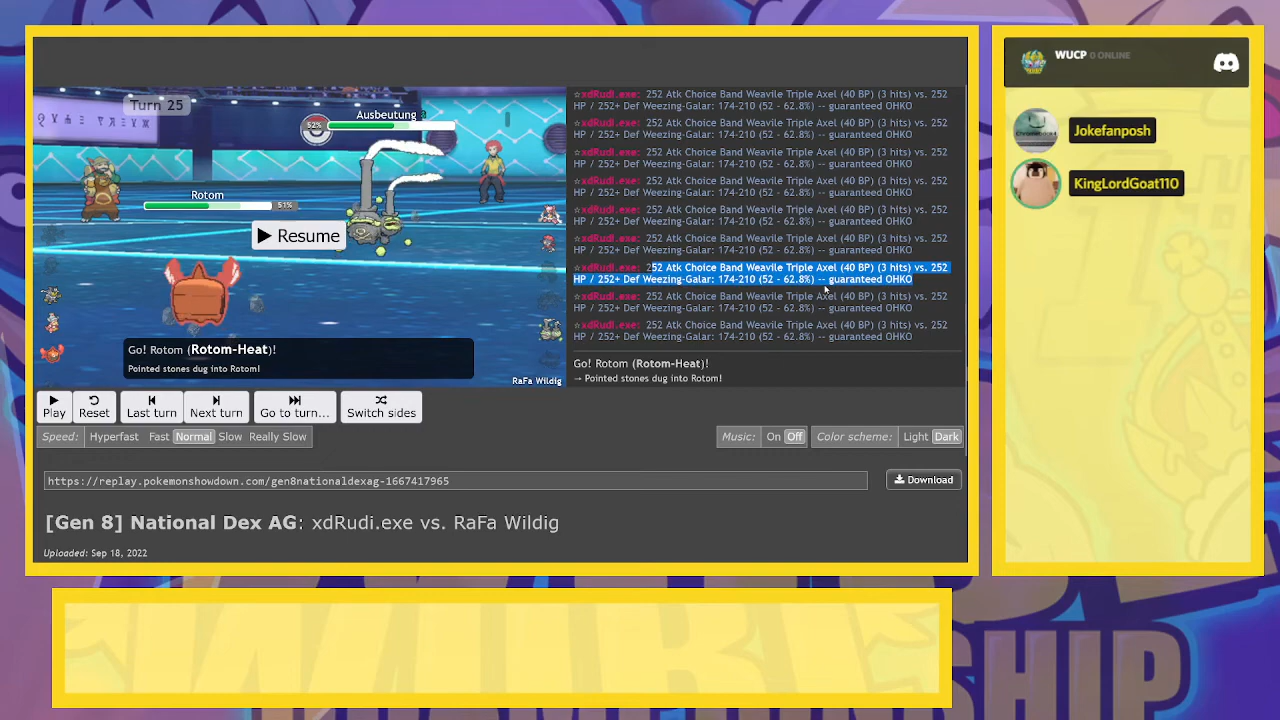 Turn 25
Ausbeutung
52%
Rotom
51%
Resume
Go! Rotom (Rotom-Heat)!
Pointed stones dug into Rotom!
RaFa Wildig
☆xdRudi.exe: 252 Atk Choice Band Weavile Triple Axel (40 BP) (3 hits) vs. 252
HP / 252+ Def Weezing-Galar: 174-210 (52 - 62.8%) -- guaranteed OHKO
☆xdRudi.exe: 252 Atk Choice Band Weavile Triple Axel (40 BP) (3 hits) vs. 252
HP / 252+ Def Weezing-Galar: 174-210 (52 - 62.8%) -- guaranteed OHKO
☆xdRudi.exe: 252 Atk Choice Band Weavile Triple Axel (40 BP) (3 hits) vs. 252
HP / 252+ Def Weezing-Galar: 174-210 (52 - 62.8%) -- guaranteed OHKO
☆xdRudi.exe: 252 Atk Choice Band Weavile Triple Axel (40 BP) (3 hits) vs. 252
HP / 252+ Def Weezing-Galar: 174-210 (52 - 62.8%) -- guaranteed OHKO
☆xdRudi.exe: 252 Atk Choice Band Weavile Triple Axel (40 BP) (3 hits) vs. 252
HP / 252+ Def Weezing-Galar: 174-210 (52 - 62.8%) -- guaranteed OHKO
☆xdRudi.exe: 252 Atk Choice Band Weavile Triple Axel (40 BP) (3 hits) vs. 252
HP / 252+ Def Weezing-Galar: 174-210 (52 - 62.8%) -- guaranteed OHKO
☆xdRudi.exe: 252 Atk Choice Band Weavile Triple Axel (40 BP) (3 hits) vs. 252
HP / 252+ Def Weezing-Galar: 174-210 (52 - 62.8%) -- guaranteed OHKO
☆xdRudi.exe: 252 Atk Choice Band Weavile Triple Axel (40 BP) (3 hits) vs. 252
HP / 252+ Def Weezing-Galar: 174-210 (52 - 62.8%) -- guaranteed OHKO
☆xdRudi.exe: 252 Atk Choice Band Weavile Triple Axel (40 BP) (3 hits) vs. 252
HP / 252+ Def Weezing-Galar: 174-210 (52 - 62.8%) -- guaranteed OHKO
Go! Rotom (Rotom-Heat)!
→ Pointed stones dug into Rotom!
Play Reset Last turn Next turn Go to turn... Switch sides
Speed: Hyperfast Fast Normal Slow Really Slow Music: On Off Color scheme: Light Dark
https://replay.pokemonshowdown.com/gen8nationaldexag-1667417965 Download
[Gen 8] National Dex AG: xdRudi.exe vs. RaFa Wildig
Uploaded: Sep 18, 2022
WUCP 0 ONLINE
Jokefanposh
KingLordGoat110
SHIP